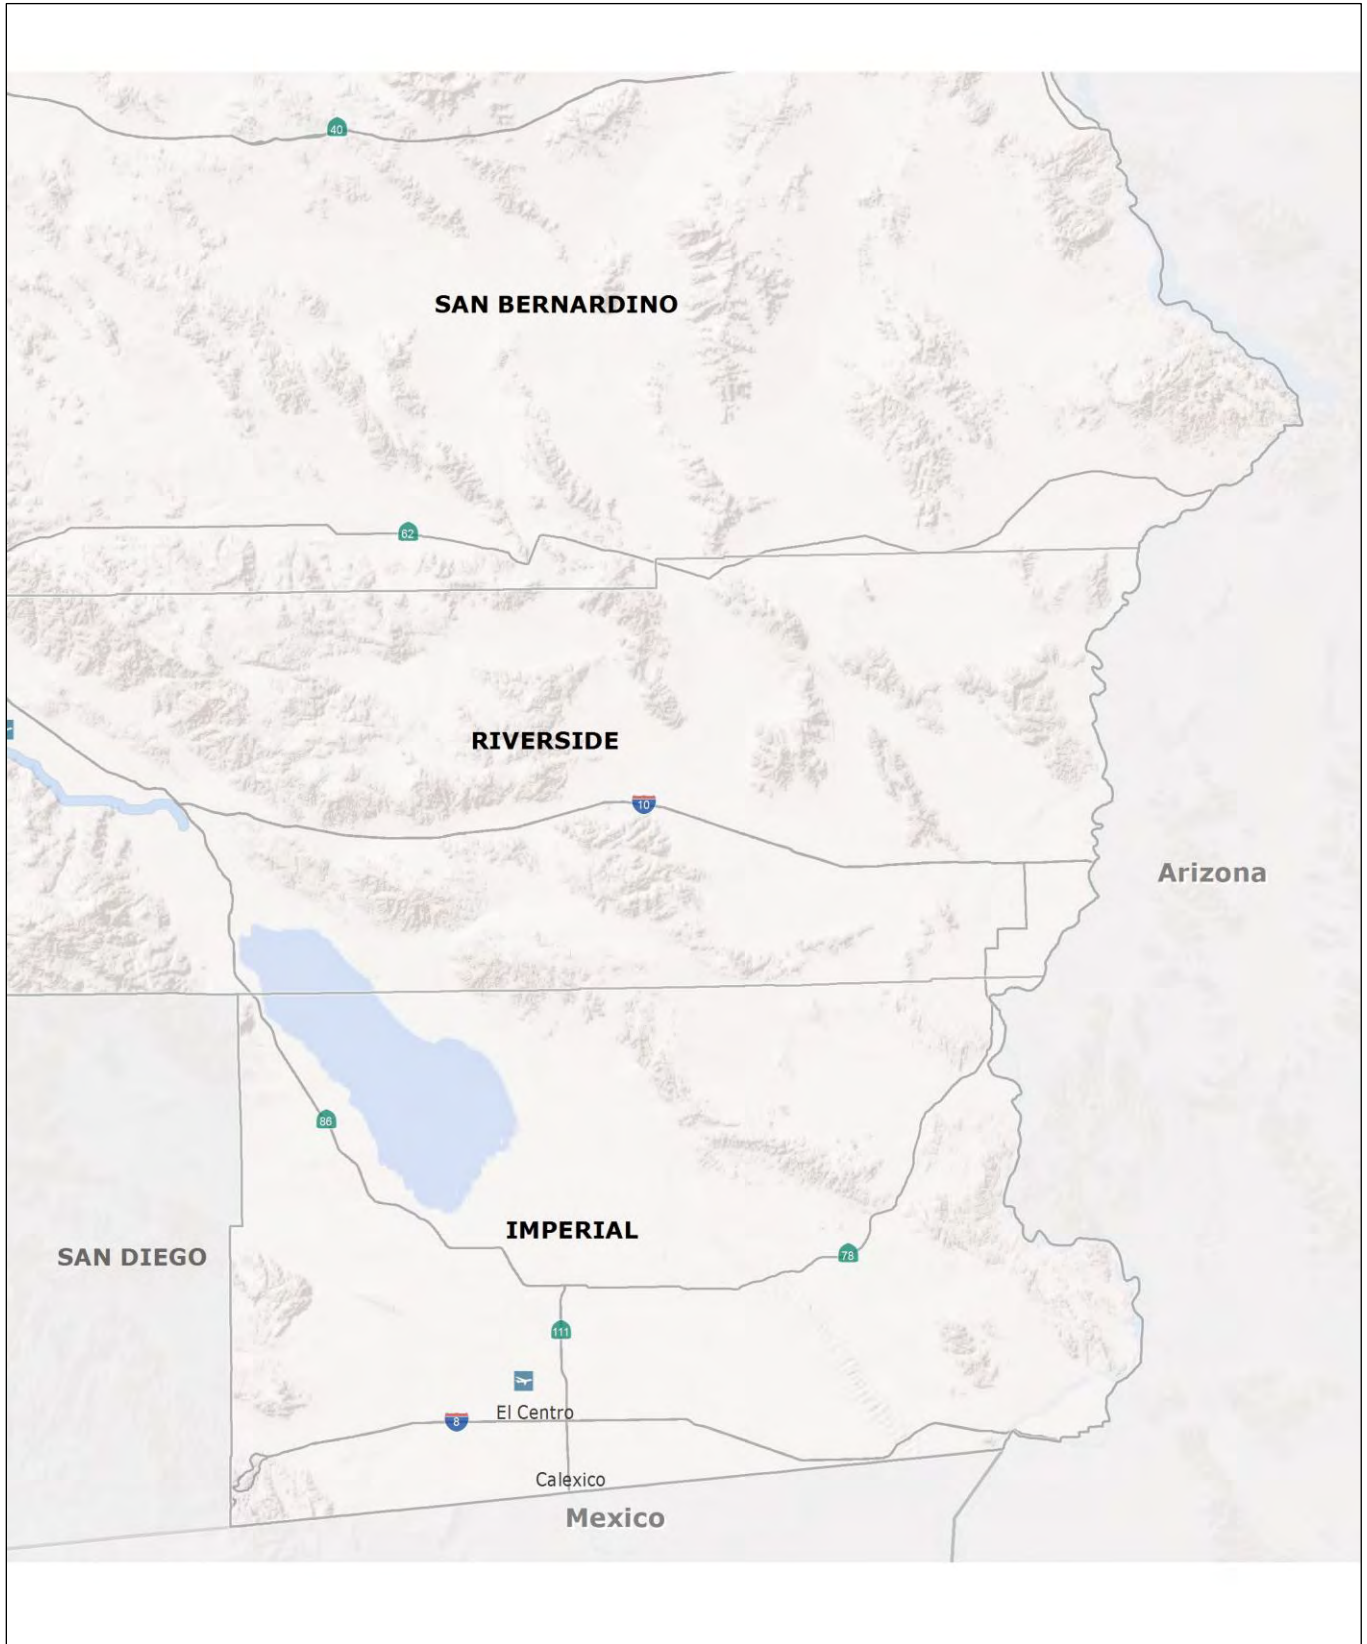 40
SAN BERNARDINO
62
RIVERSIDE
10
Arizona
86
IMPERIAL
78
SAN DIEGO
111
El Centro
8
Calexico
Mexico